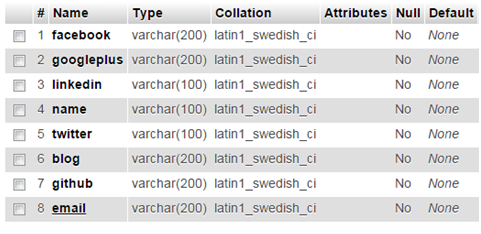 # Name Type Collation Attributes Null Default
1 facebook varchar(200) latin1_swedish_ci No None
2 googleplus varchar(200) latin1_swedish_ci No None
3 linkedin varchar(100) latin1_swedish_ci No None
4 name varchar(100) latin1_swedish_ci No None
5 twitter varchar(100) latin1_swedish_ci No None
6 blog varchar(200) latin1_swedish_ci No None
7 github varchar(200) latin1_swedish_ci No None
8 email varchar(200) latin1_swedish_ci No None